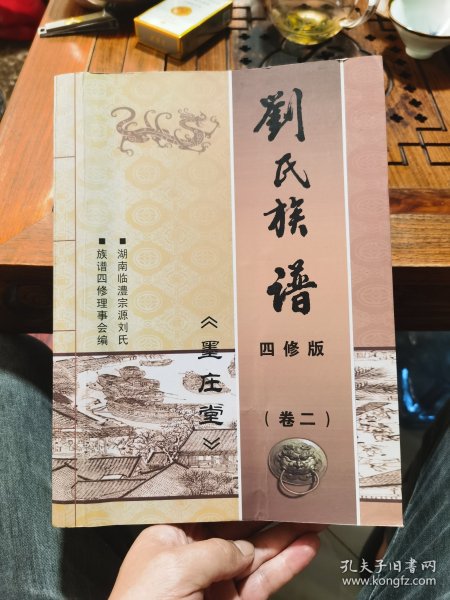 劉氏族谱
四修版
（卷二）
《墨庄堂》
■湖南临澧宗源刘氏
■族谱四修理事会编
孔夫子旧书网
www.kongfz.com